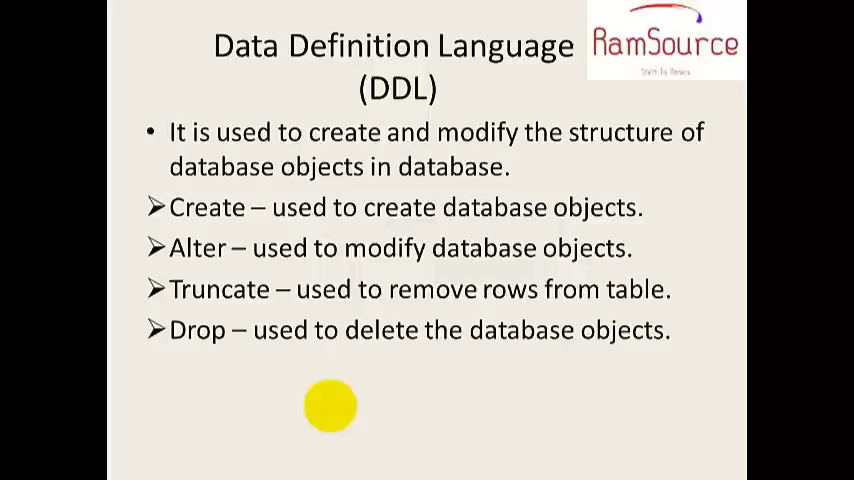 Data Definition Language
(DDL)
RamSource
• It is used to create and modify the structure of
database objects in database.
➢Create – used to create database objects.
➢Alter – used to modify database objects.
➢Truncate – used to remove rows from table.
➢Drop – used to delete the database objects.